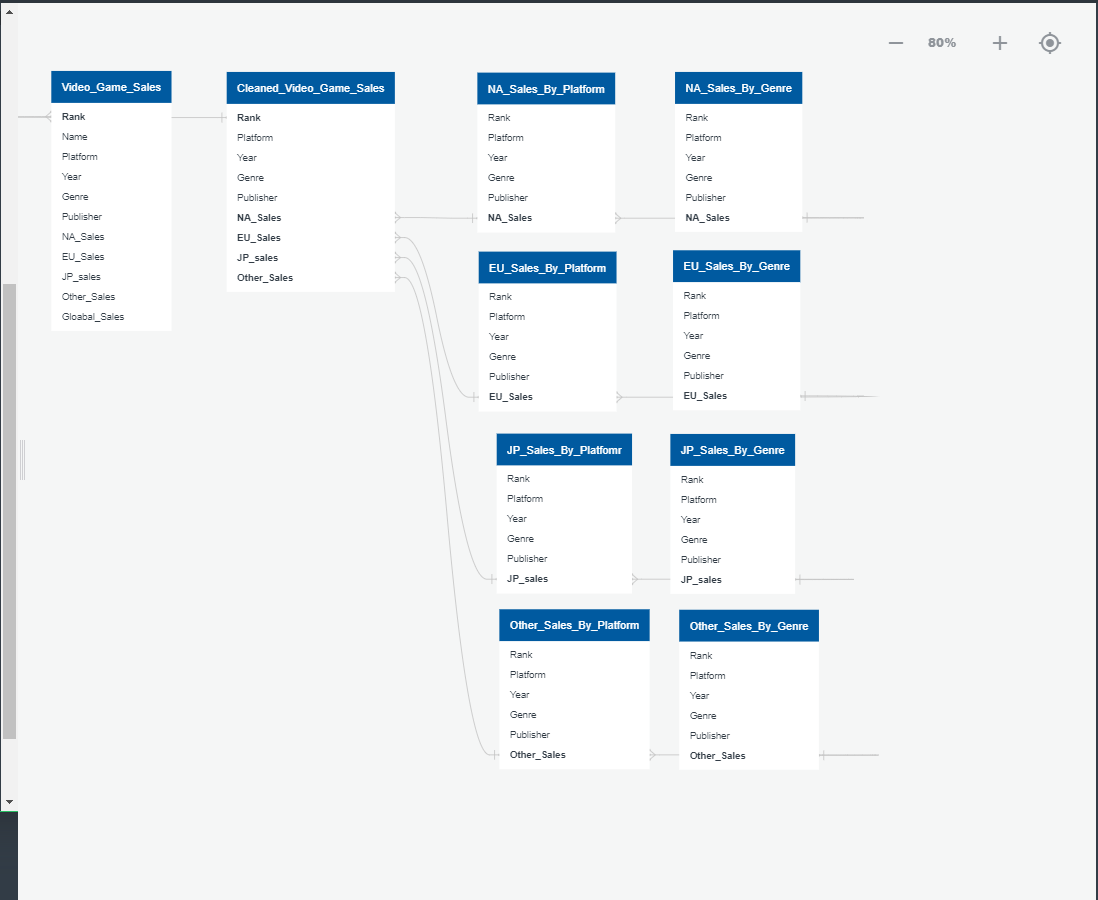 80%
Video_Game_Sales
Rank
Name
Platform
Year
Genre
Publisher
NA_Sales
EU_Sales
JP_sales
Other_Sales
Gloabal_Sales
Cleaned_Video_Game_Sales
Rank
Platform
Year
Genre
Publisher
NA_Sales
EU_Sales
JP_sales
Other_Sales
NA_Sales_By_Platform
Rank
Platform
Year
Genre
Publisher
NA_Sales
NA_Sales_By_Genre
Rank
Platform
Year
Genre
Publisher
NA_Sales
EU_Sales_By_Platform
Rank
Platform
Year
Genre
Publisher
EU_Sales
EU_Sales_By_Genre
Rank
Platform
Year
Genre
Publisher
EU_Sales
JP_Sales_By_Platfomr
Rank
Platform
Year
Genre
Publisher
JP_sales
JP_Sales_By_Genre
Rank
Platform
Year
Genre
Publisher
JP_sales
Other_Sales_By_Platform
Rank
Platform
Year
Genre
Publisher
Other_Sales
Other_Sales_By_Genre
Rank
Platform
Year
Genre
Publisher
Other_Sales